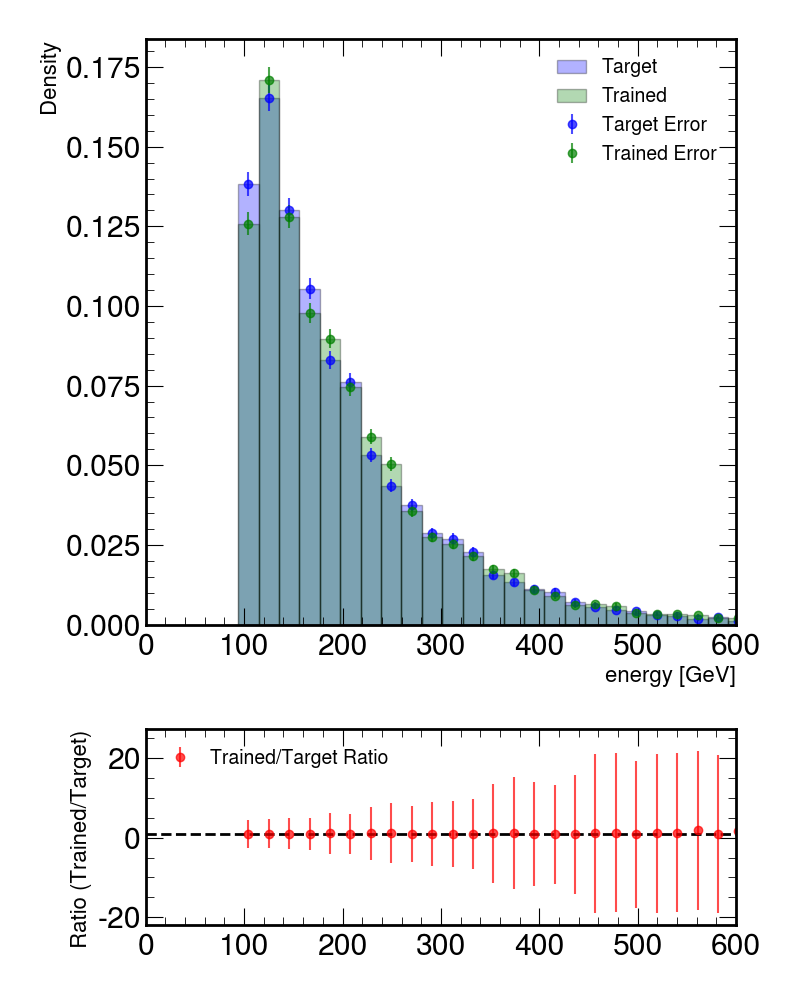 Density
0.175
0.150
0.125
0.100
0.075
0.050
0.025
0.000
Target
Trained
Target Error
Trained Error
0 100 200 300 400 500 600
energy [GeV]
Ratio (Trained/Target)
20
0
-20
Trained/Target Ratio
0 100 200 300 400 500 600